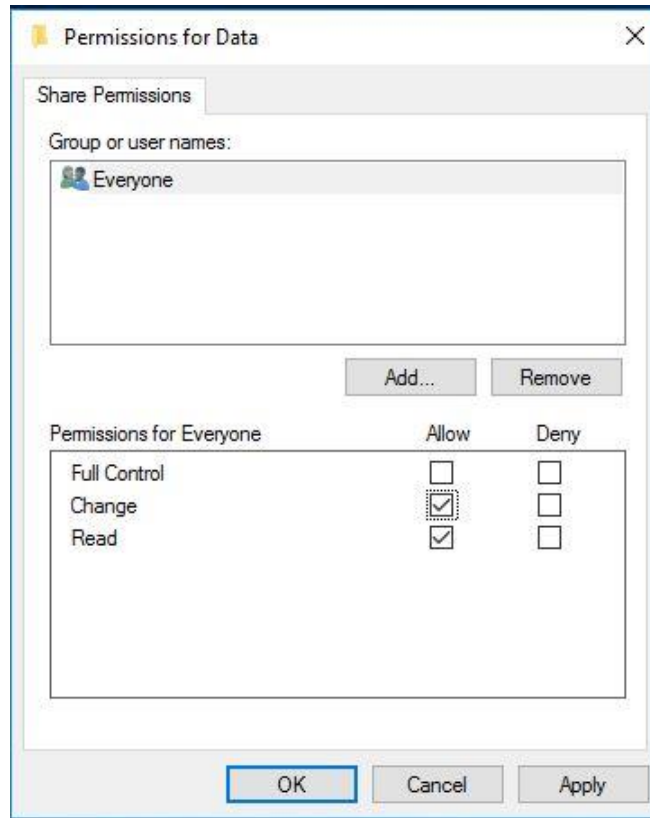 Permissions for Data
Share Permissions
Group or user names:
Everyone
Add... Remove
Permissions for Everyone Allow Deny
Full Control
Change
Read
OK Cancel Apply